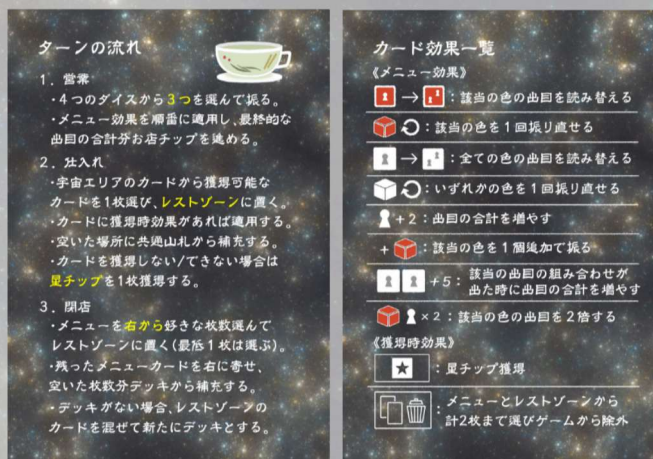 ターンの流れ
1. 営業
・4つのダイスから3つを選んで振る。
・メニュー効果を順番に適用し、最終的な
出目の合計分お店チップを進める。
2. 仕入れ
・宇宙エリアのカードから獲得可能な
カードを1枚選び、レストゾーンに置く。
・カードに獲得時効果があれば適用する。
・空いた場所に共通山札から補充する。
・カードを獲得しない/できない場合は
星チップを1枚獲得する。
3. 閉店
・メニューを右から好きな枚数選んで
レストゾーンに置く(最低1枚は選ぶ)。
・残ったメニューカードを右に寄せ、
空いた枚数分デッキから補充する。
・デッキがない場合、レストゾーンの
カードを混ぜて新たにデッキとする。
カード効果一覧
《メニュー効果》
→ :該当の色の出目を読み替える
:該当の色を1回振り直せる
→ :全ての色の出目を読み替える
:いずれかの色を1回振り直せる
+2:出目の合計を増やす
+ :該当の色を1個追加で振る
+5:該当の出目の組み合わせが
出た時に出目の合計を増やす
×2:該当の色の出目を2倍する
《獲得時効果》
★ :星チップ獲得
:メニューとレストゾーンから
計2枚まで選びゲームから除外